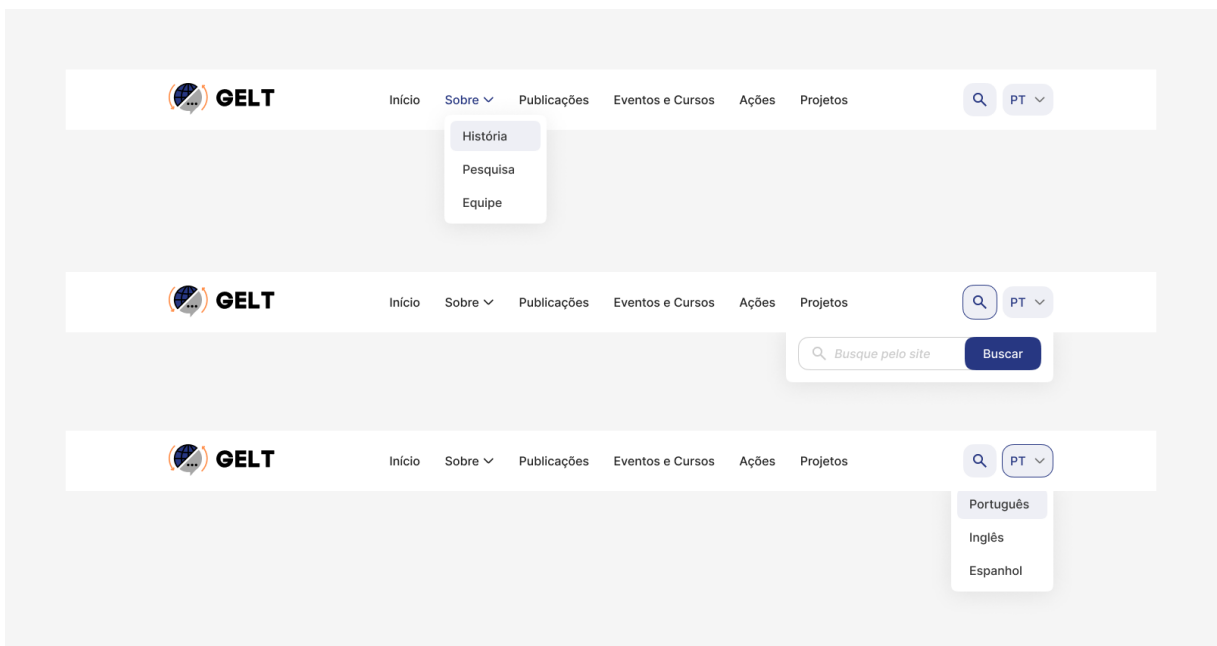 GELT Início Sobre Publicações Eventos e Cursos Ações Projetos PT
História
Pesquisa
Equipe
GELT Início Sobre Publicações Eventos e Cursos Ações Projetos PT
Busque pelo site Buscar
GELT Início Sobre Publicações Eventos e Cursos Ações Projetos PT
Português
Inglês
Espanhol